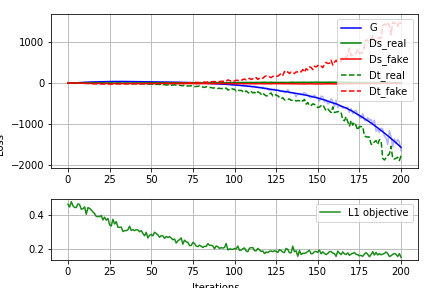 1000
0
−1000
−2000
Loss
G
Ds_real
Ds_fake
Dt_real
Dt_fake
0 25 50 75 100 125 150 175 200
0.4
0.2
L1 objective
0 25 50 75 100 125 150 175 200
Iterations